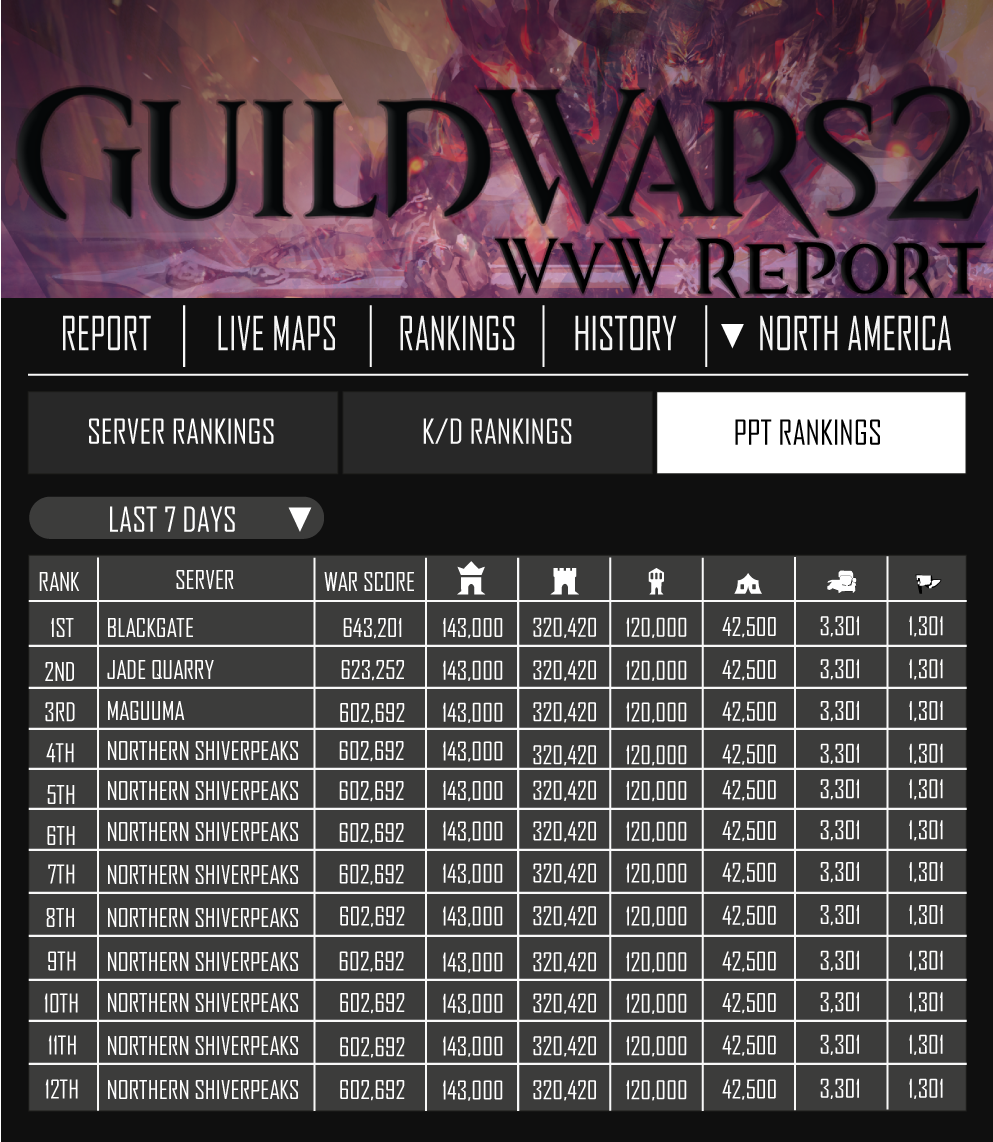 GUILDWARS2
WVW REPORT
REPORT LIVE MAPS RANKINGS HISTORY ▼ NORTH AMERICA
SERVER RANKINGS K/D RANKINGS PPT RANKINGS
LAST 7 DAYS ▼
RANK SERVER WAR SCORE
1ST BLACKGATE 643,201 143,000 320,420 120,000 42,500 3,301 1,301
2ND JADE QUARRY 623,252 143,000 320,420 120,000 42,500 3,301 1,301
3RD MAGUUMA 602,692 143,000 320,420 120,000 42,500 3,301 1,301
4TH NORTHERN SHIVERPEAKS 602,692 143,000 320,420 120,000 42,500 3,301 1,301
5TH NORTHERN SHIVERPEAKS 602,692 143,000 320,420 120,000 42,500 3,301 1,301
6TH NORTHERN SHIVERPEAKS 602,692 143,000 320,420 120,000 42,500 3,301 1,301
7TH NORTHERN SHIVERPEAKS 602,692 143,000 320,420 120,000 42,500 3,301 1,301
8TH NORTHERN SHIVERPEAKS 602,692 143,000 320,420 120,000 42,500 3,301 1,301
9TH NORTHERN SHIVERPEAKS 602,692 143,000 320,420 120,000 42,500 3,301 1,301
10TH NORTHERN SHIVERPEAKS 602,692 143,000 320,420 120,000 42,500 3,301 1,301
11TH NORTHERN SHIVERPEAKS 602,692 143,000 320,420 120,000 42,500 3,301 1,301
12TH NORTHERN SHIVERPEAKS 602,692 143,000 320,420 120,000 42,500 3,301 1,301